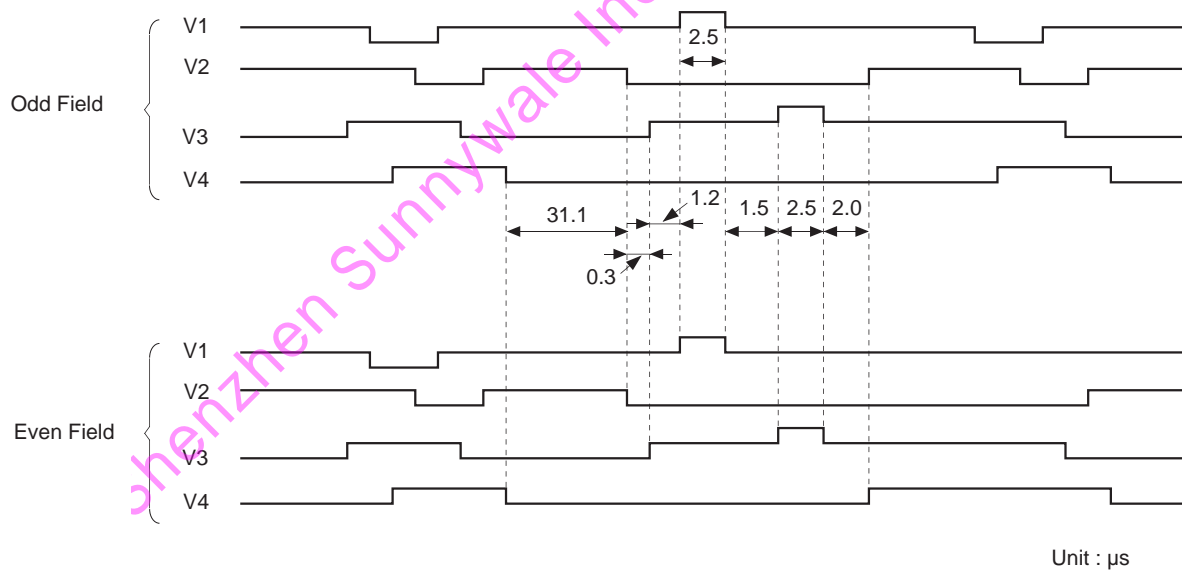 Odd Field
V1
V2
V3
V4
2.5
1.2
31.1
1.5
2.5
2.0
0.3
Even Field
V1
V2
V3
V4
Unit : μs
Shenzhen Sunnywale Inc